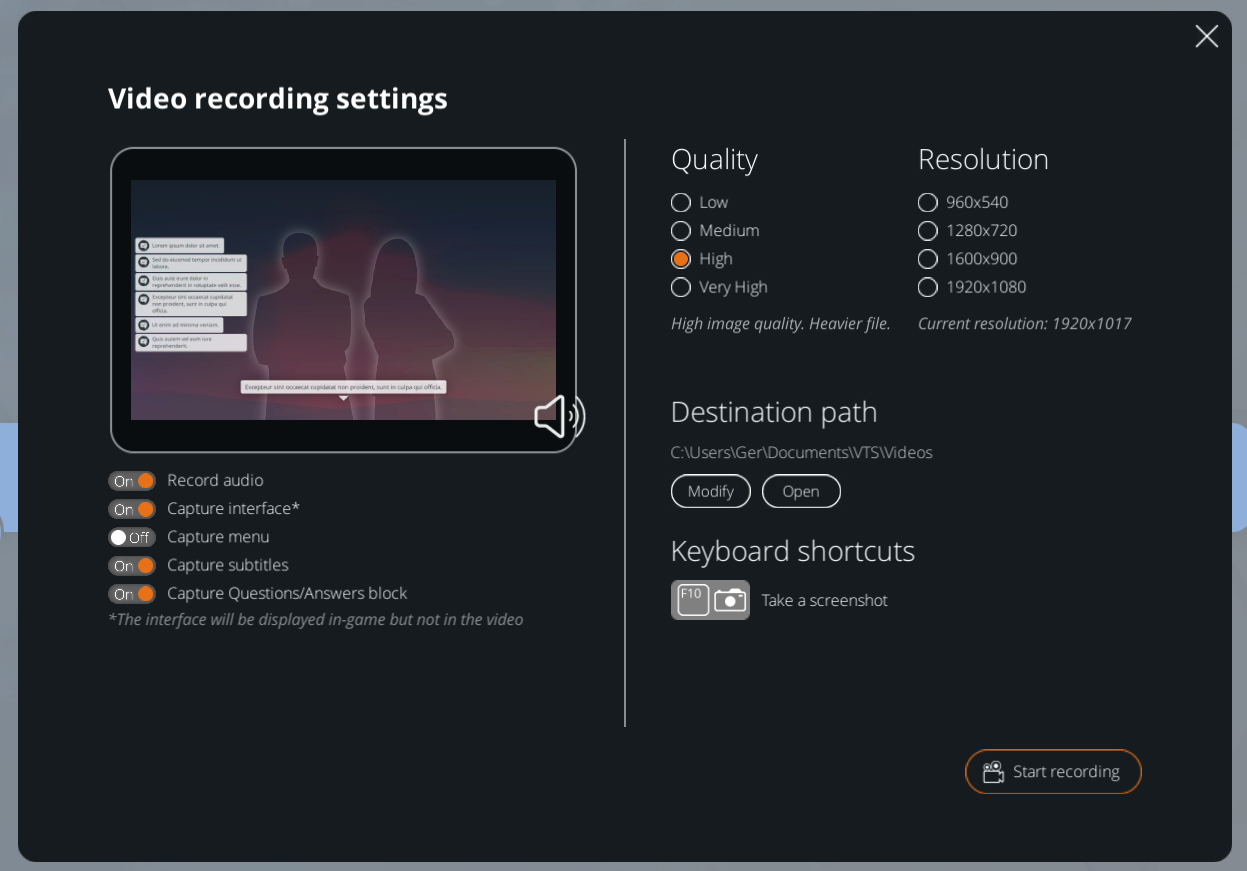 Video recording settings
Lorem ipsum dolor sit amet.
Sed do eiusmod tempor incididunt ut
labore.
Duis aute irure dolor in
reprehenderit in voluptate velit esse.
Excepteur sint occaecat cupidatat
non proident, sunt in culpa qui
officia.
Ut enim ad minima veniam.
Quis autem vel eum iure
reprehenderit.
Excepteur sint occaecat cupidatat non proident, sunt in culpa qui officia.
On Record audio
On Capture interface*
Off Capture menu
On Capture subtitles
On Capture Questions/Answers block
*The interface will be displayed in-game but not in the video
Quality
Low
Medium
High
Very High
High image quality. Heavier file.
Resolution
960x540
1280x720
1600x900
1920x1080
Current resolution: 1920x1017
Destination path
C:\Users\Ger\Documents\VTS\Videos
Modify Open
Keyboard shortcuts
F10 Take a screenshot
Start recording